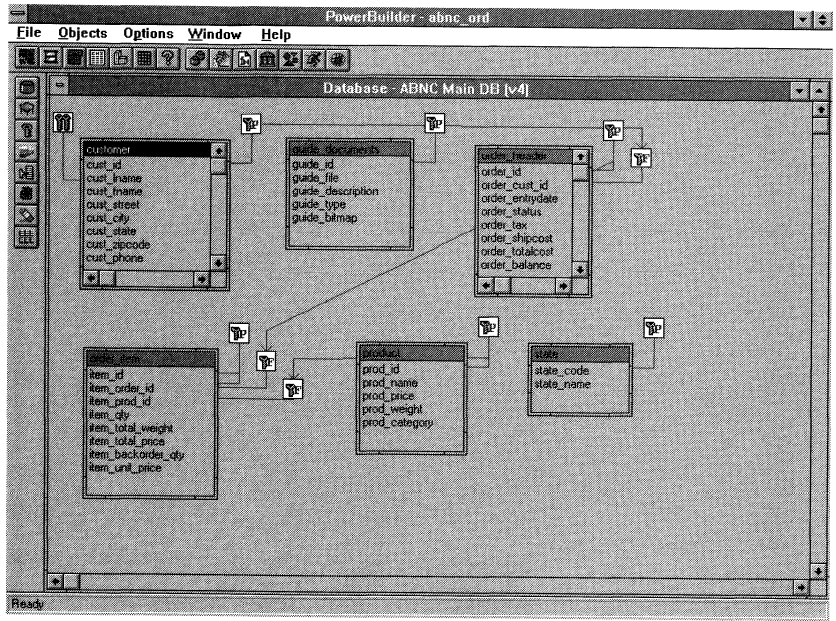 PowerBuilder - abnc_ord
File Objects Options Window Help
Database - ABNC Main DB [v4]
customer
cust_id
cust_lname
cust_fname
cust_street
cust_city
cust_state
cust_zipcode
cust_phone
guide_documents
guide_id
guide_file
guide_description
guide_type
guide_bitmap
order_header
order_id
order_cust_id
order_entrydate
order_status
order_tax
order_shipcost
order_totalcost
order_balance
P
P
P
F
order_item
item_id
item_order_id
item_prod_id
item_qty
item_total_weight
item_total_price
item_backorder_qty
item_unit_price
P
F
F
product
prod_id
prod_name
prod_price
prod_weight
prod_category
P
state
state_code
state_name
P
Ready